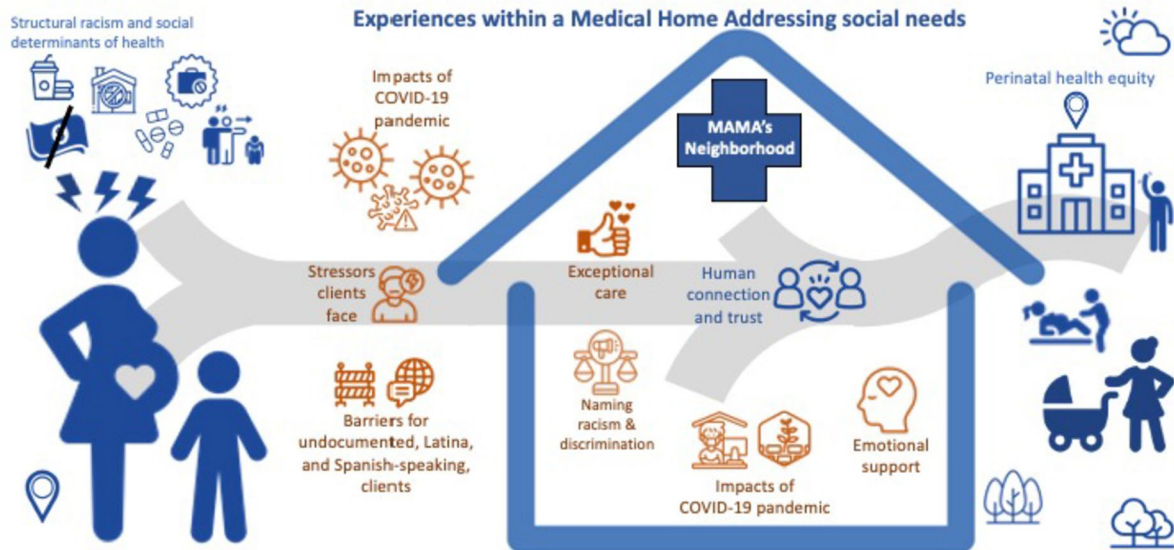 Experiences within a Medical Home Addressing social needs
Structural racism and social
determinants of health
Impacts of
COVID-19
pandemic
MAMA's
Neighborhood
Perinatal health equity
Stressors
clients
face
Exceptional
care
Human
connection
and trust
Barriers for
undocumented, Latina,
and Spanish-speaking,
clients
Naming
racism &
discrimination
Impacts of
COVID-19 pandemic
Emotional
support